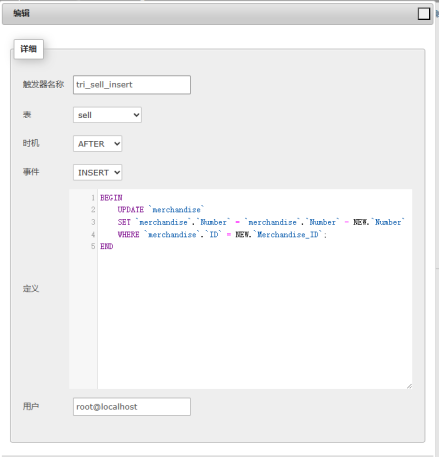 编辑
详细
触发器名称 tri_sell_insert
表 sell
时机 AFTER
事件 INSERT
1 BEGIN
2 UPDATE `merchandise`
3 SET `merchandise`.`Number` = `merchandise`.`Number` - NEW.`Number`
4 WHERE `merchandise`.`ID` = NEW.`Merchandise_ID`;
5 END
定义
用户 root@localhost